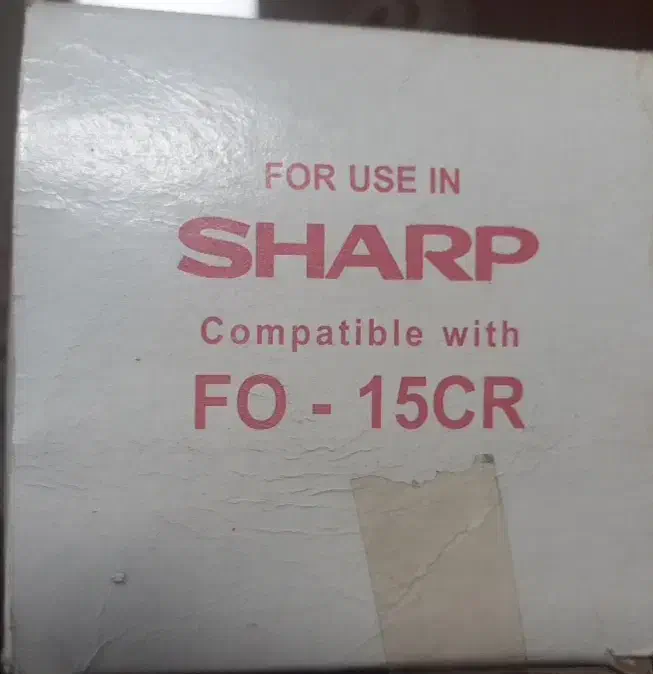 FOR USE IN
SHARP
Compatible with
FO - 15CR